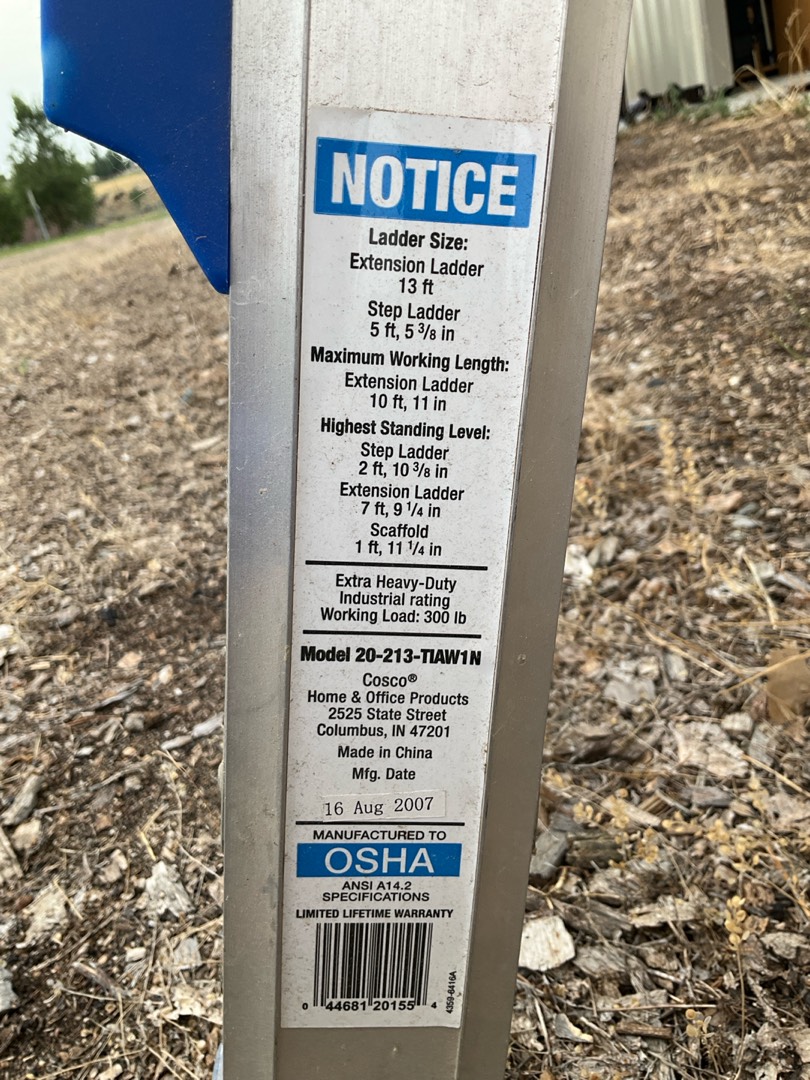 NOTICE
Ladder Size:
Extension Ladder
13 ft
Step Ladder
5 ft, 5 3/8 in
Maximum Working Length:
Extension Ladder
10 ft, 11 in
Highest Standing Level:
Step Ladder
2 ft, 10 3/8 in
Extension Ladder
7 ft, 9 1/4 in
Scaffold
1 ft, 11 1/4 in
Extra Heavy-Duty
Industrial rating
Working Load: 300 lb
Model 20-213-TIAW1N
Cosco®
Home & Office Products
2525 State Street
Columbus, IN 47201
Made in China
Mfg. Date
16 Aug 2007
MANUFACTURED TO
OSHA
ANSI A14.2
SPECIFICATIONS
LIMITED LIFETIME WARRANTY
0 44681 20155 4
4359-6416A